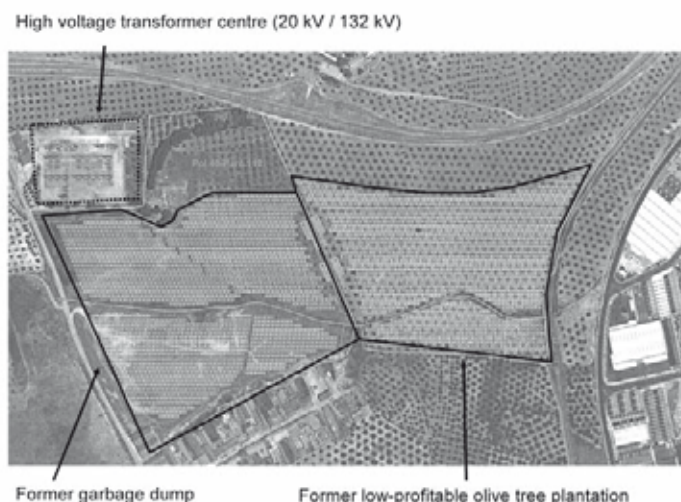 High voltage transformer centre (20 kV / 132 kV)
Former garbage dump
Former low-profitable olive tree plantation